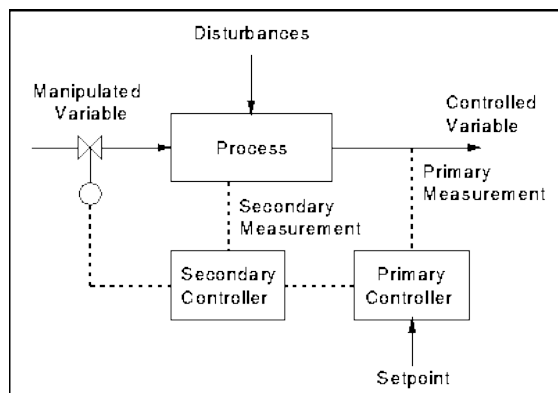 Disturbances
Manipulated
Variable
Controlled
Variable
Process
Primary
Measurement
Secondary
Measurement
Secondary
Controller
Primary
Controller
Setpoint